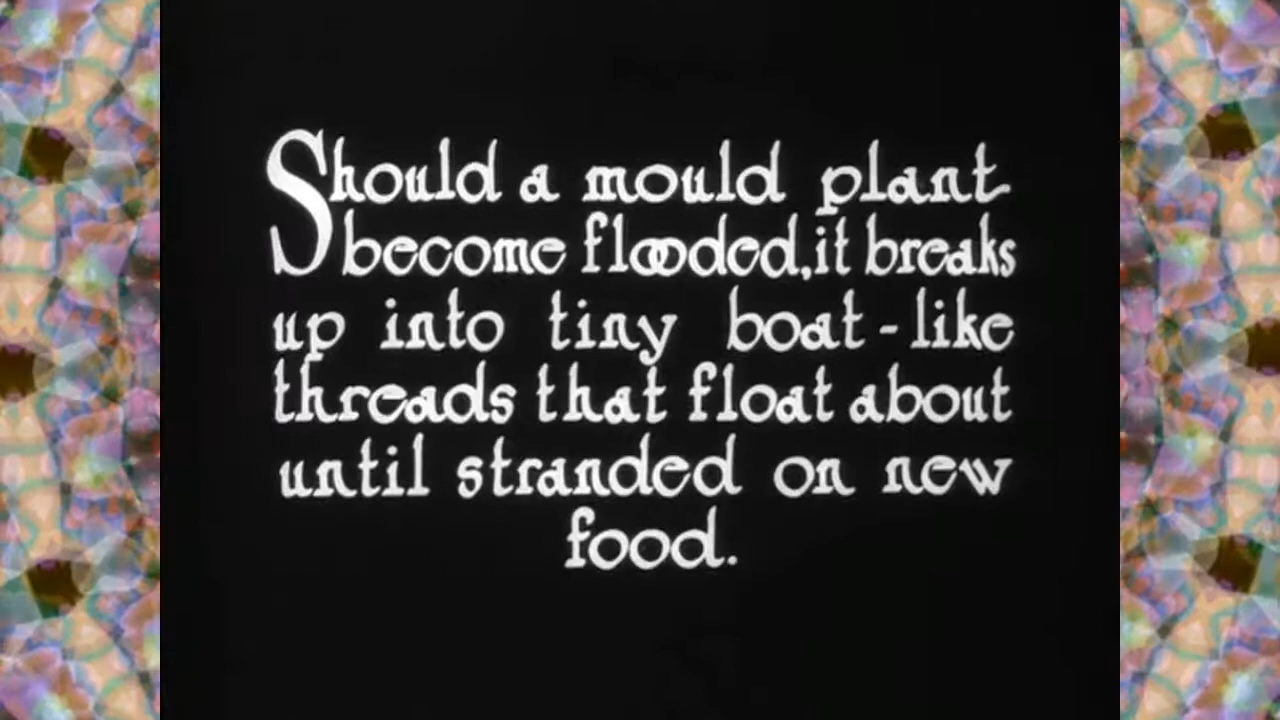 Should a mould plant
become flooded, it breaks
up into tiny boat-like
threads that float about
until stranded on new
food.